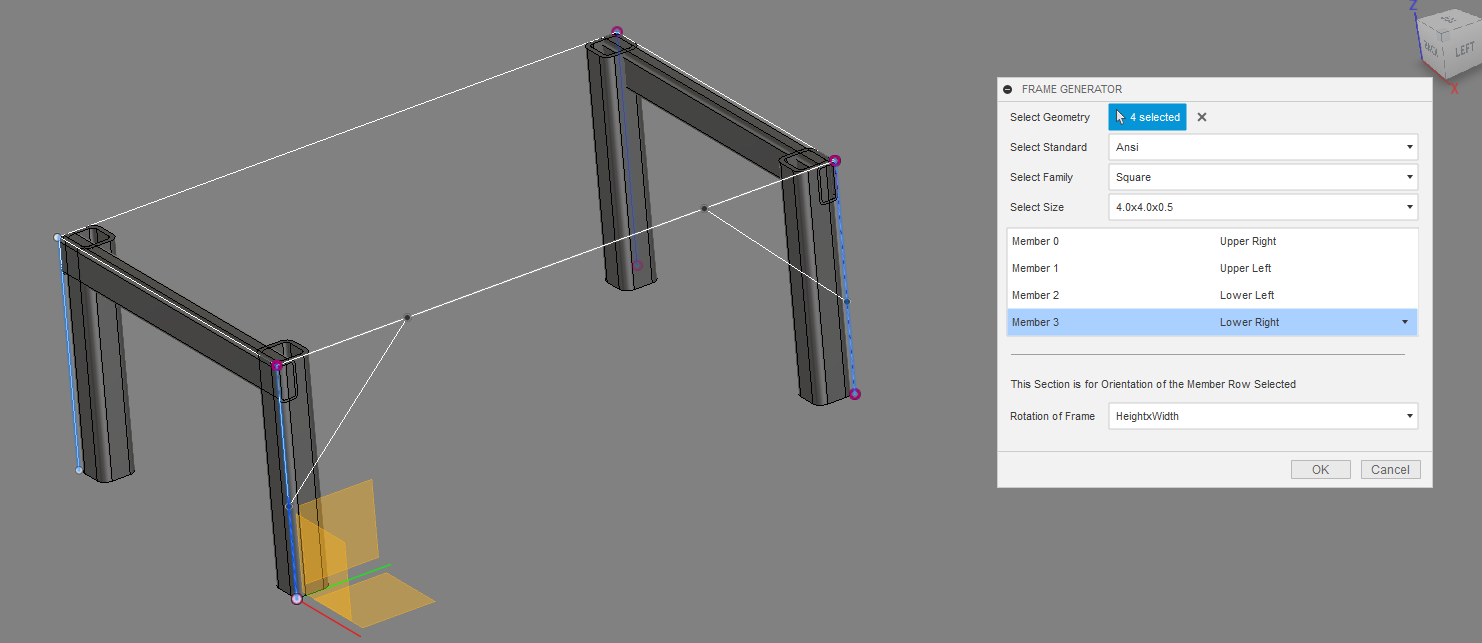 Z
LEFT
X
FRAME GENERATOR
Select Geometry 4 selected
Select Standard Ansi
Select Family Square
Select Size 4.0x4.0x0.5
Member 0 Upper Right
Member 1 Upper Left
Member 2 Lower Left
Member 3 Lower Right
This Section is for Orientation of the Member Row Selected
Rotation of Frame HeightxWidth
OK Cancel